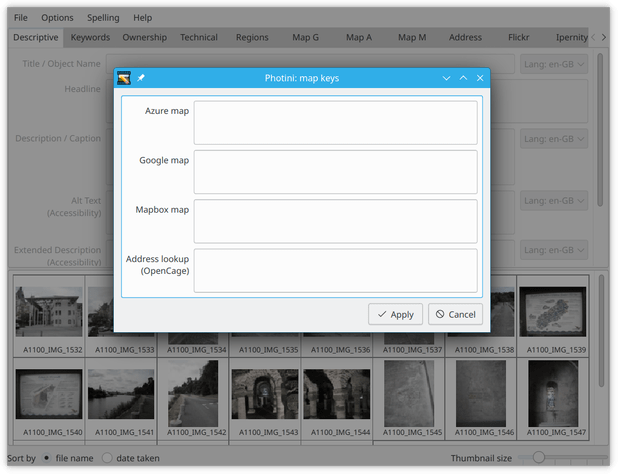 File Options Spelling Help
Descriptive Keywords Ownership Technical Regions Map G Map A Map M Address Flickr Ipernity
Title / Object Name Lang: en-GB
Photini: map keys
Headline
Azure map
Description / Caption Lang: en-GB
Google map
Alt Text
(Accessibility) Lang: en-GB
Mapbox map
Extended Description
(Accessibility) Lang: en-GB
Address lookup
(OpenCage)
Apply Cancel
A1100_IMG_1532 A1100_IMG_1533 A1100_IMG_1534 A1100_IMG_1535 A1100_IMG_1536 A1100_IMG_1537 A1100_IMG_1538 A1100_IMG_1539
A1100_IMG_1540 A1100_IMG_1541 A1100_IMG_1542 A1100_IMG_1543 A1100_IMG_1544 A1100_IMG_1545 A1100_IMG_1546 A1100_IMG_1547
Sort by file name date taken Thumbnail size